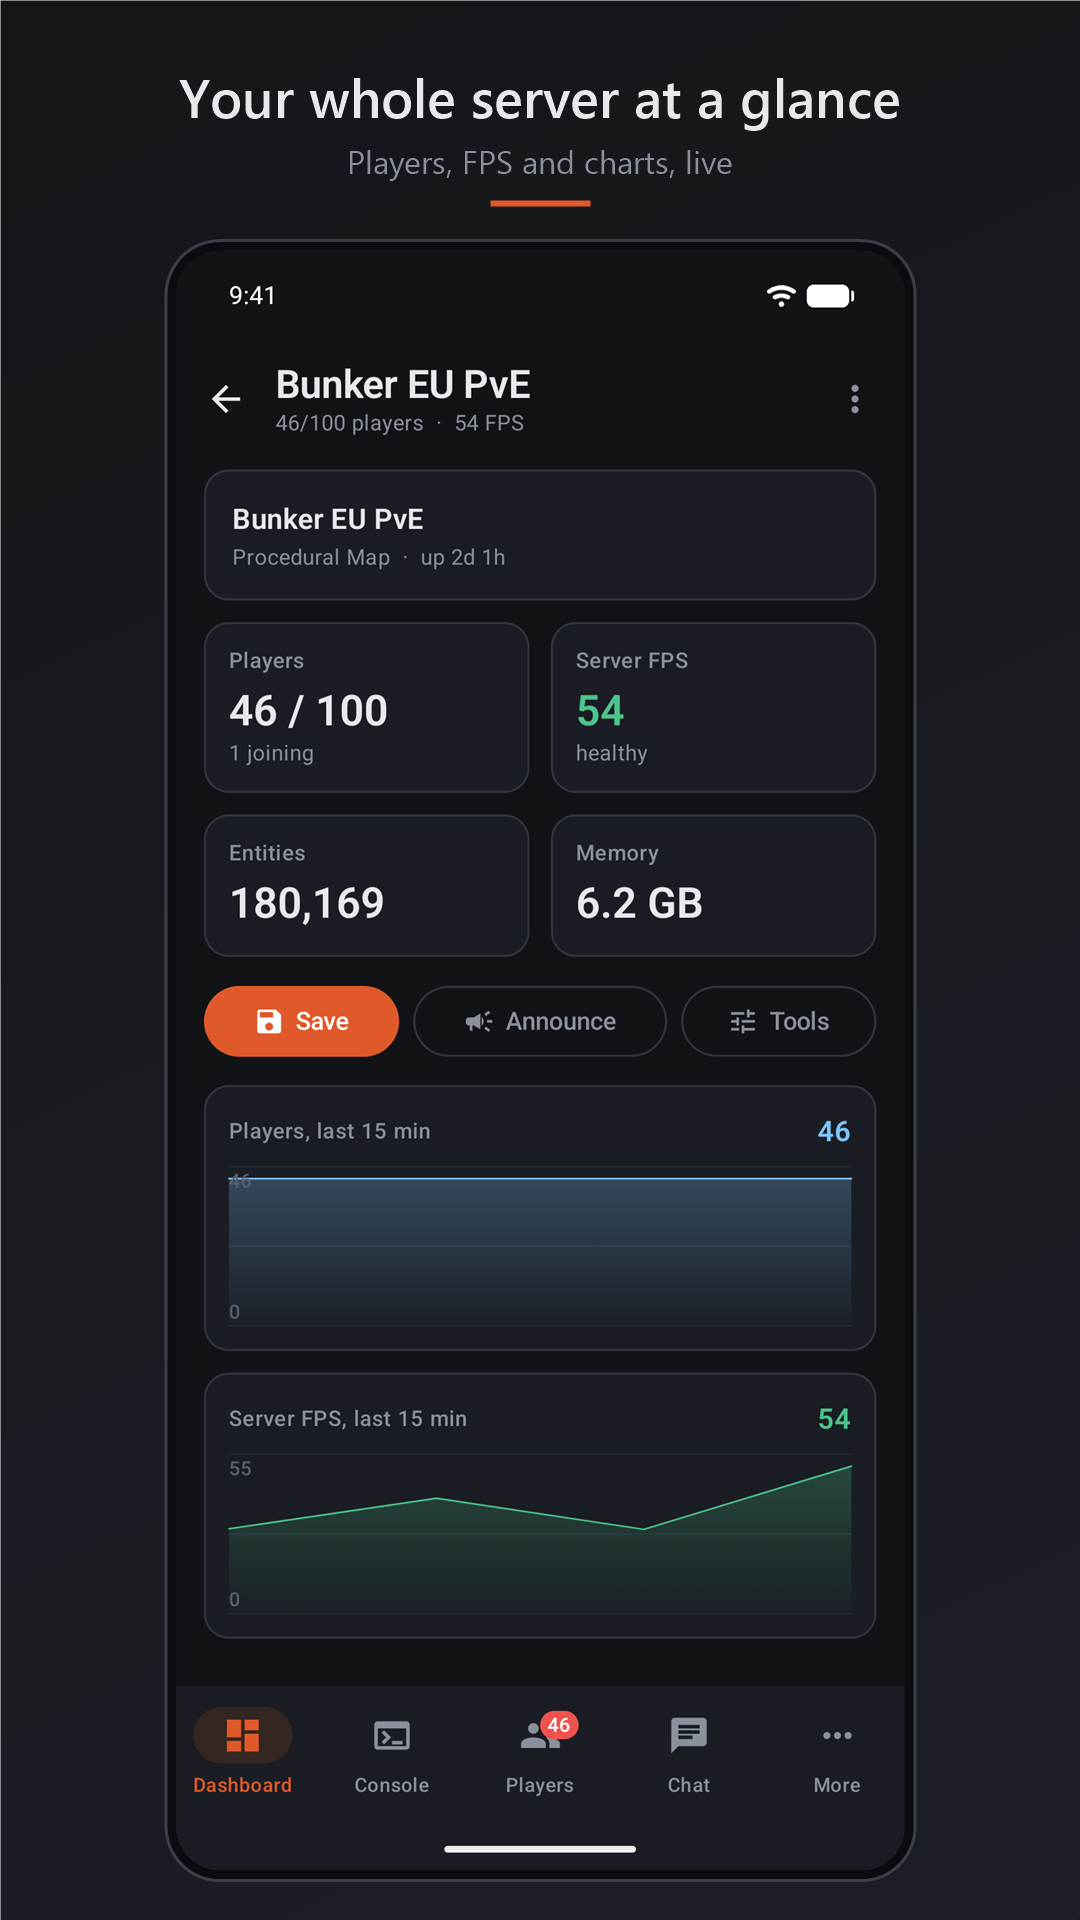 Your whole server at a glance
Players, FPS and charts, live
9:41
Bunker EU PvE
46/100 players · 54 FPS
Bunker EU PvE
Procedural Map · up 2d 1h
Players
46 / 100
1 joining
Server FPS
54
healthy
Entities
180,169
Memory
6.2 GB
Save
Announce
Tools
Players, last 15 min
46
46
0
Server FPS, last 15 min
54
55
0
46
Dashboard
Console
Players
Chat
More